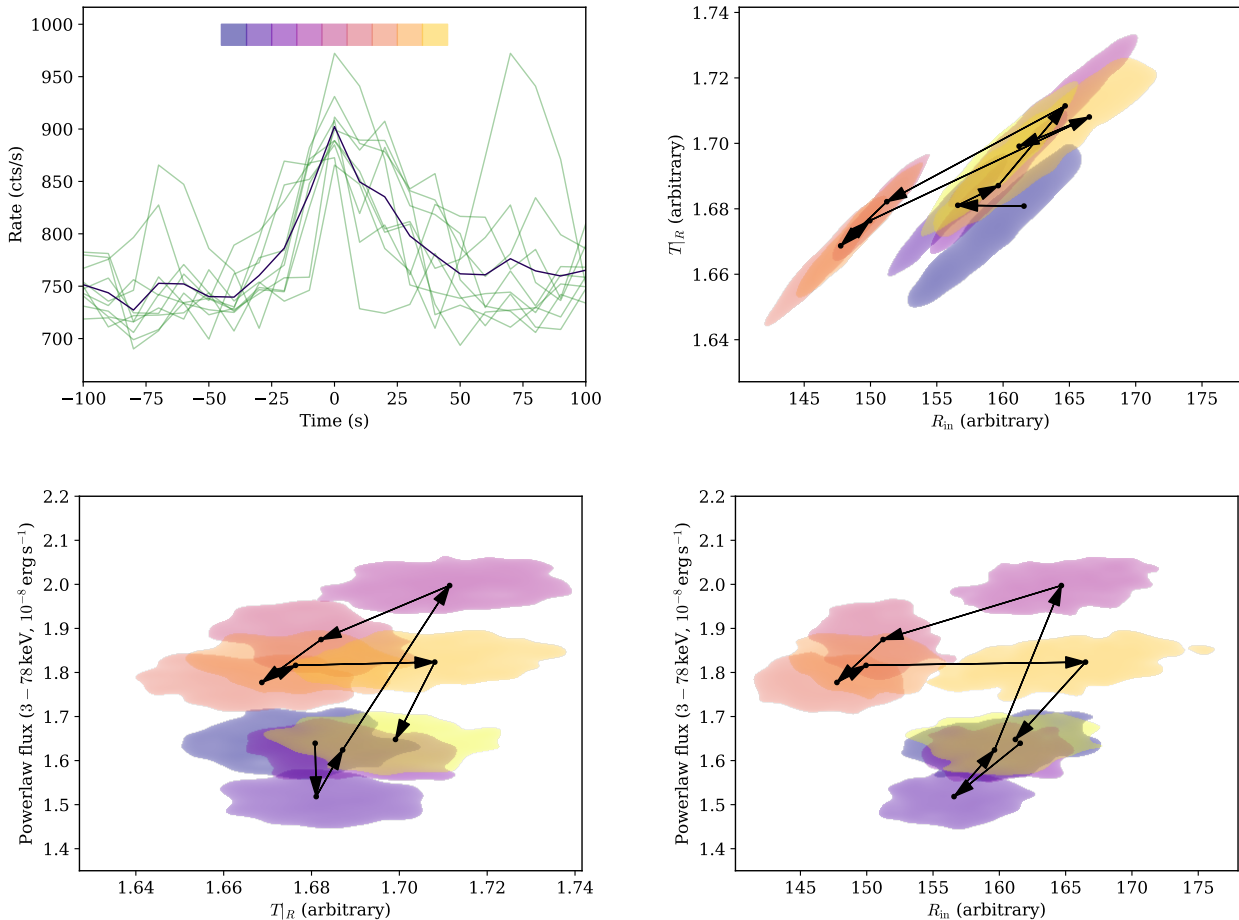 1000
950
900
850
800
750
700
Rate (cts/s)
−100 −75 −50 −25 0 25 50 75 100
Time (s)
1.74
1.72
1.70
1.68
1.66
1.64
T|R (arbitrary)
145 150 155 160 165 170 175
Rin (arbitrary)
2.2
2.1
2.0
1.9
1.8
1.7
1.6
1.5
1.4
Powerlaw flux (3 − 78 keV, 10⁻⁸ erg s⁻¹)
1.64 1.66 1.68 1.70 1.72 1.74
T|R (arbitrary)
2.2
2.1
2.0
1.9
1.8
1.7
1.6
1.5
1.4
Powerlaw flux (3 − 78 keV, 10⁻⁸ erg s⁻¹)
145 150 155 160 165 170 175
Rin (arbitrary)